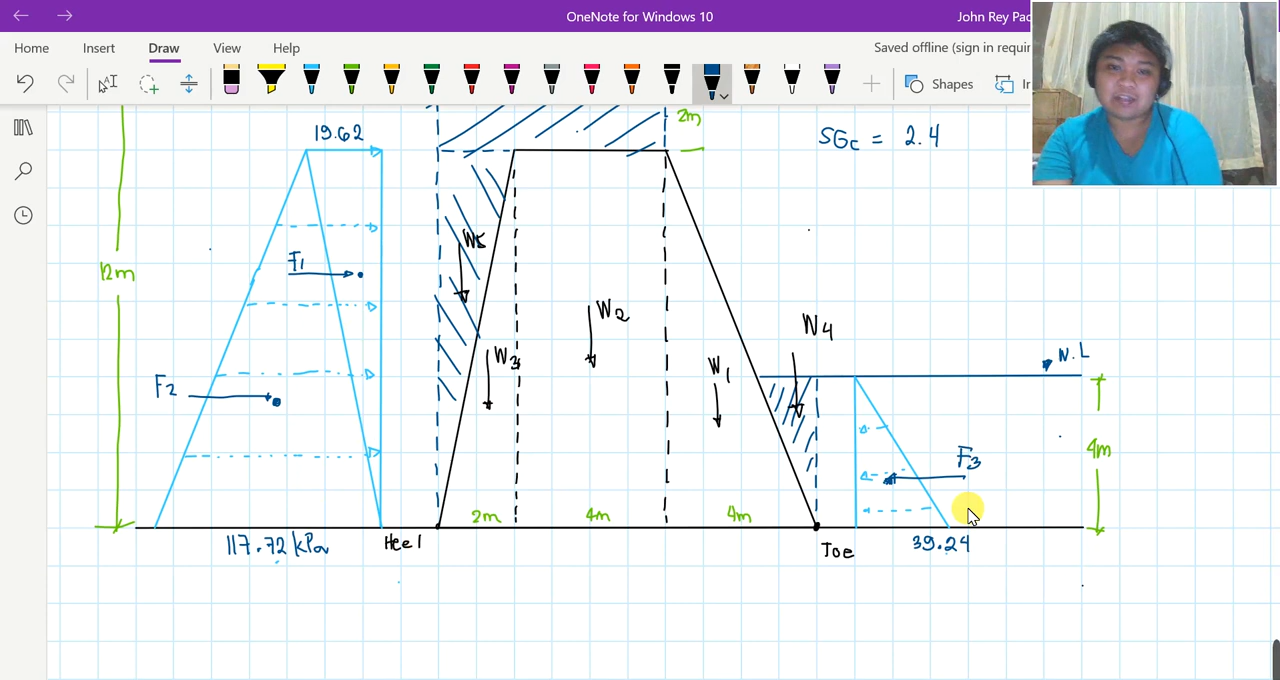 OneNote for Windows 10
John Rey Pac
Home Insert Draw View Help
Saved offline (sign in requir
Shapes
In
2m
19.62
SGc = 2.4
W5
12m
F1
W2
W4
W3
W1
W.L
F2
4m
F3
2m
4m
4m
117.72 kPa
Heel
Toe
39.24